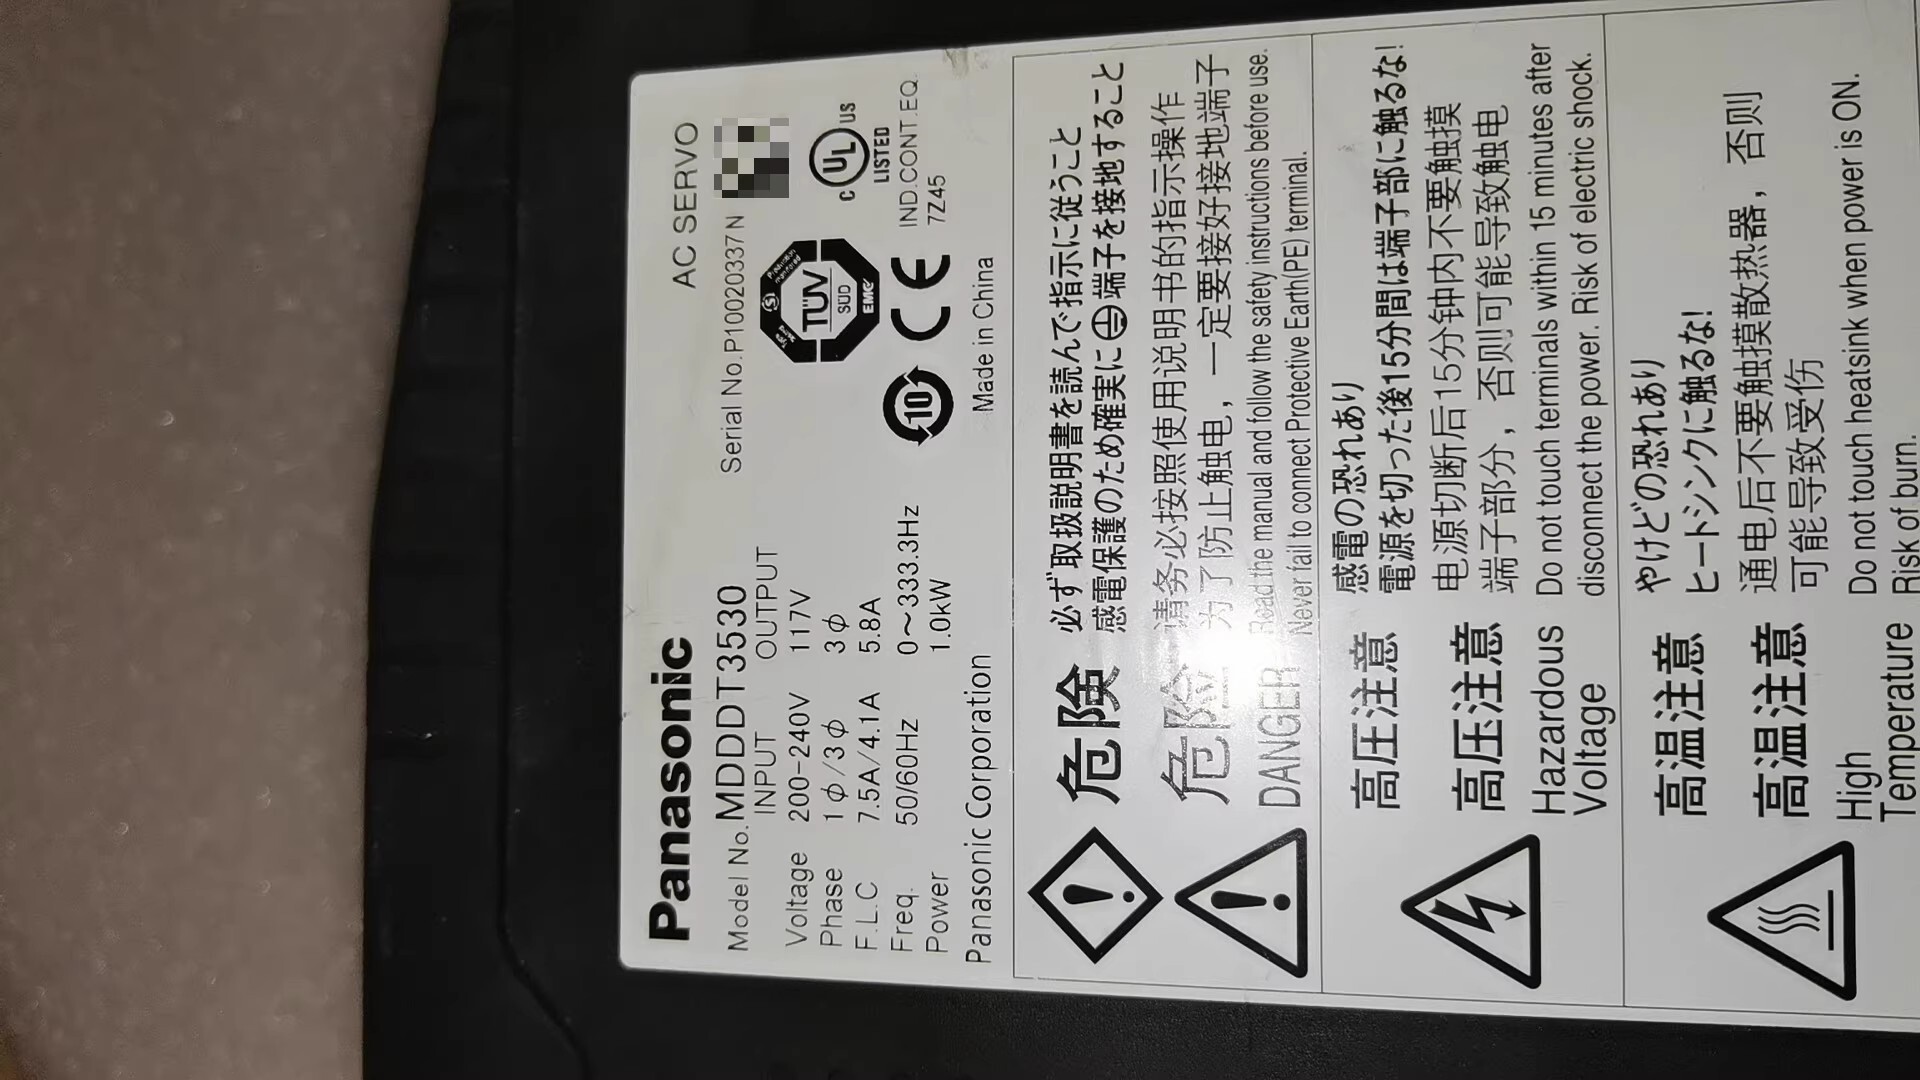 Panasonic
AC SERVO
Model No. MDDDT3530
Serial No.P10020337N
INPUT OUTPUT
Voltage 200-240V 117V
Phase 1φ/3φ 3φ
F.L.C 7.5A/4.1A 5.8A
Freq. 50/60Hz 0～333.3Hz
Power 1.0kW
Panasonic Corporation
Made in China
TÜV
SÜD
EMC
10
CE
C UL US
LISTED
IND.CONT.EQ.
7Z45
危険
必ず取扱説明書を読んで指示に従うこと
感電保護のため確実に端子を接地すること
危险
请务必按照使用说明书的指示操作
为了防止触电，一定要接好接地端子
DANGER
Read the manual and follow the safety instructions before use.
Never fail to connect Protective Earth(PE) terminal.
高圧注意
感電の恐れあり
電源を切った後15分間は端子部に触るな!
高压注意
电源切断后15分钟内不要触摸
端子部分，否则可能导致触电
Hazardous
Voltage
Do not touch terminals within 15 minutes after
disconnect the power. Risk of electric shock.
高温注意
やけどの恐れあり
ヒートシンクに触るな!
高温注意
通电后不要触摸散热器，否则
可能导致受伤
High
Temperature
Do not touch heatsink when power is ON.
Risk of burn.